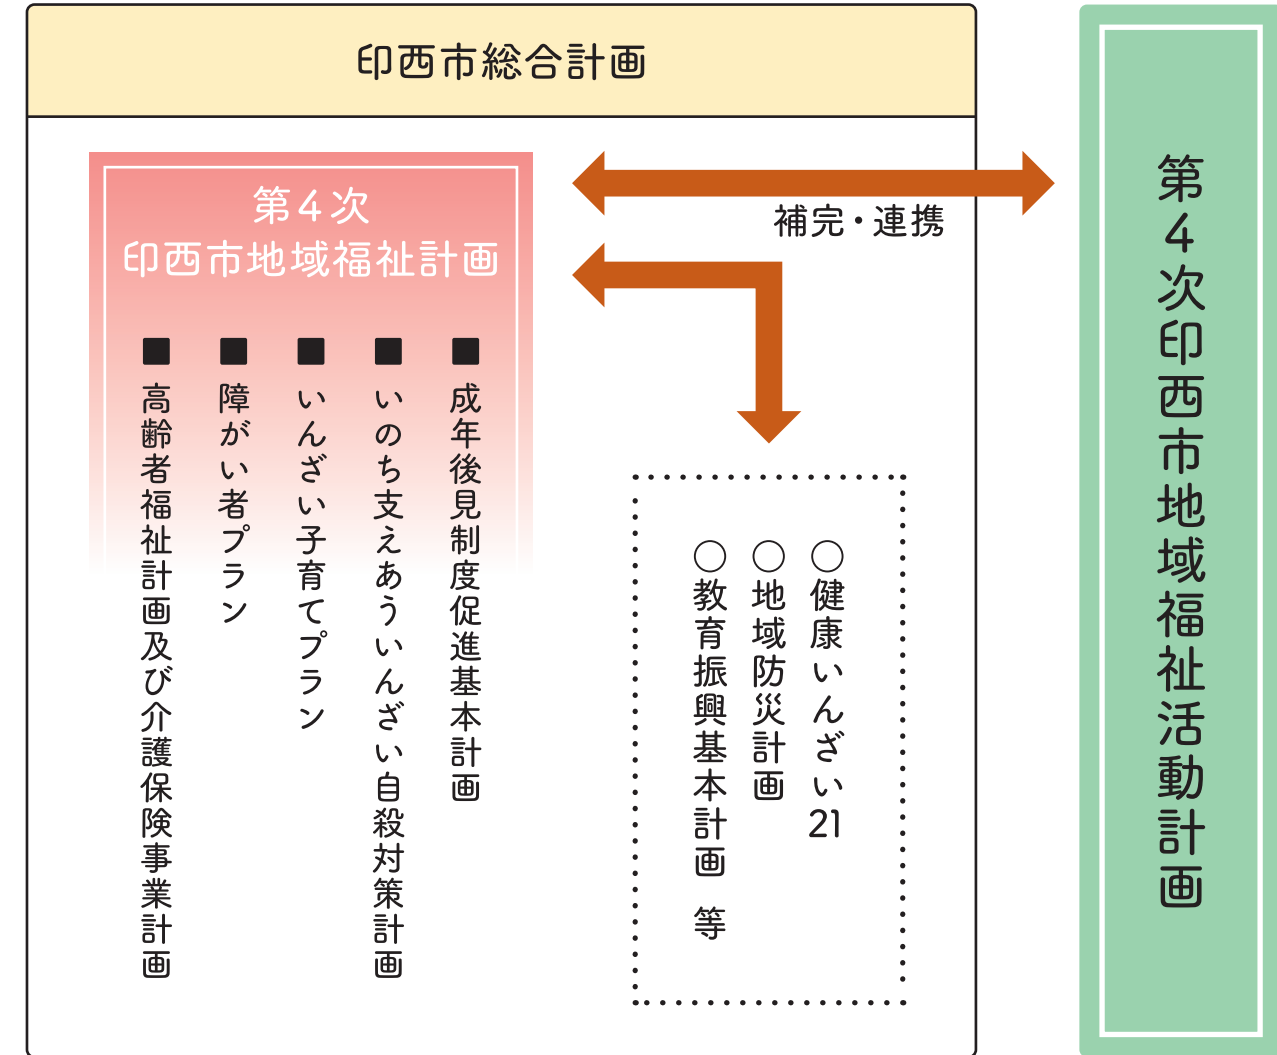 印西市総合計画
第4次
印西市地域福祉計画
■成年後見制度促進基本計画
■いのち支えあういんざい自殺対策計画
■いんざい子育てプラン
■障がい者プラン
■高齢者福祉計画及び介護保険事業計画
補完・連携
○健康いんざい21
○地域防災計画
○教育振興基本計画 等
第4次印西市地域福祉活動計画